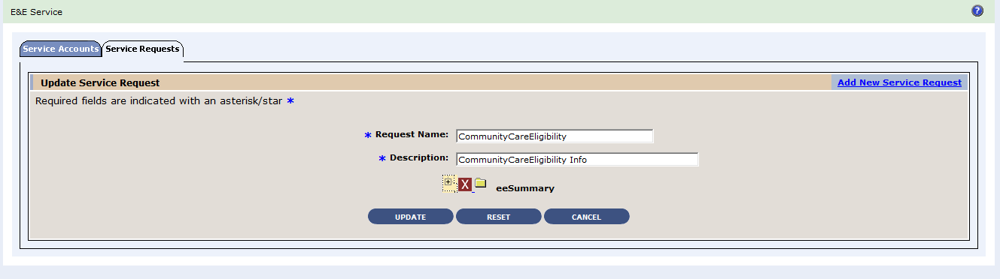 E&E Service
?
Service Accounts Service Requests
Update Service Request Add New Service Request
Required fields are indicated with an asterisk/star *
* Request Name: CommunityCareEligibility
* Description: CommunityCareEligibility Info
X eeSummary
UPDATE RESET CANCEL